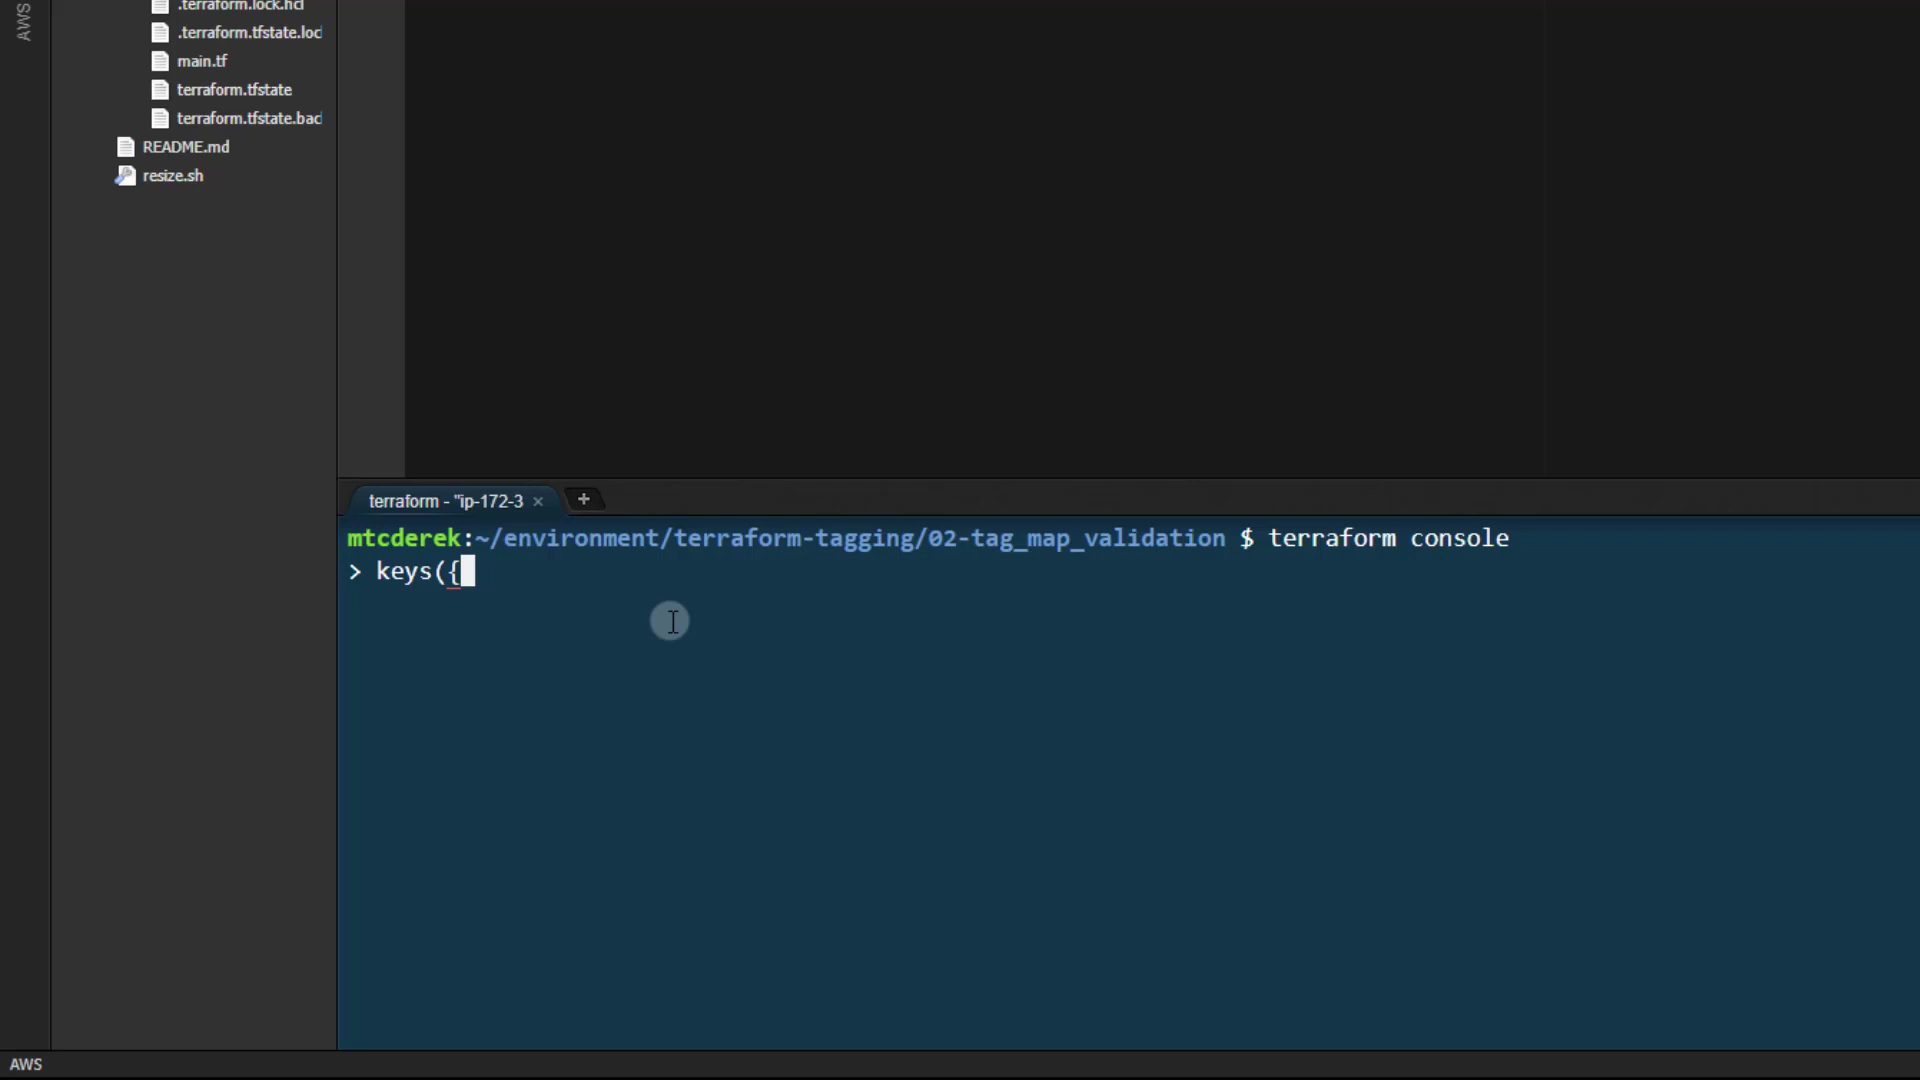 AWS
.terraform.lock.hcl
.terraform.tfstate.loc
main.tf
terraform.tfstate
terraform.tfstate.bac
README.md
resize.sh
terraform - "ip-172-3 × +
mtcderek:~/environment/terraform-tagging/02-tag_map_validation $ terraform console
> keys({
AWS